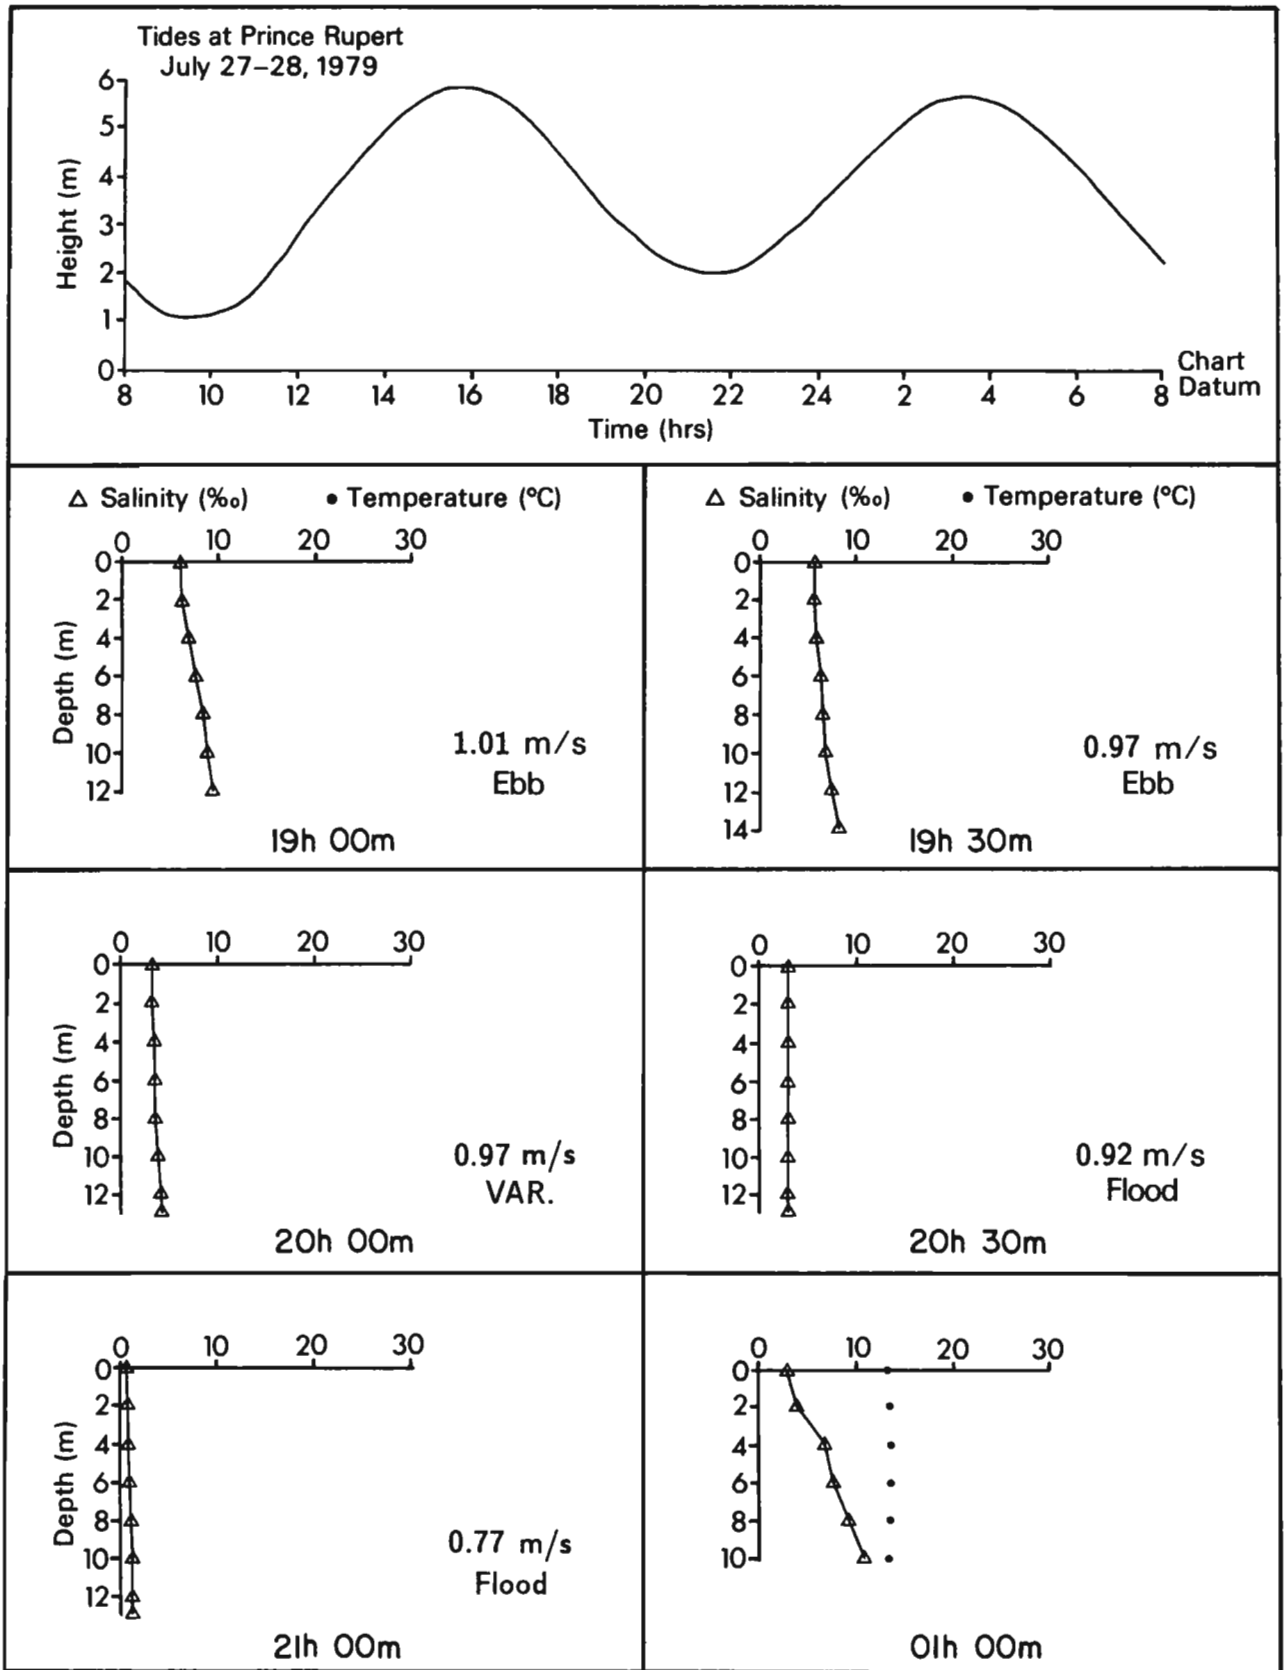 Tides at Prince Rupert
July 27–28, 1979
Height (m)
6
5
4
3
2
1
0
8 10 12 14 16 18 20 22 24 2 4 6 8
Chart
Datum
Time (hrs)
△ Salinity (‰) • Temperature (°C)
0 10 20 30
Depth (m)
0
2
4
6
8
10
12
1.01 m/s
Ebb
19h 00m
△ Salinity (‰) • Temperature (°C)
0 10 20 30
0
2
4
6
8
10
12
14
0.97 m/s
Ebb
19h 30m
0 10 20 30
Depth (m)
0
2
4
6
8
10
12
0.97 m/s
VAR.
20h 00m
0 10 20 30
0
2
4
6
8
10
12
0.92 m/s
Flood
20h 30m
0 10 20 30
Depth (m)
0
2
4
6
8
10
12
0.77 m/s
Flood
21h 00m
0 10 20 30
0
2
4
6
8
10
01h 00m